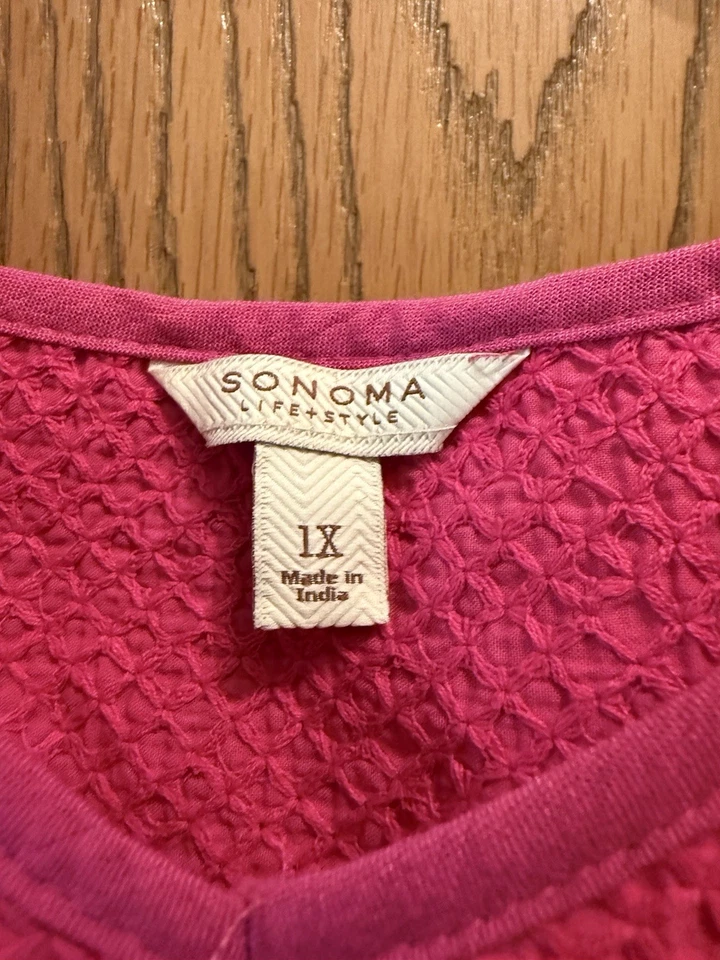 SONOMA
LIFE+STYLE
1X
Made in
India